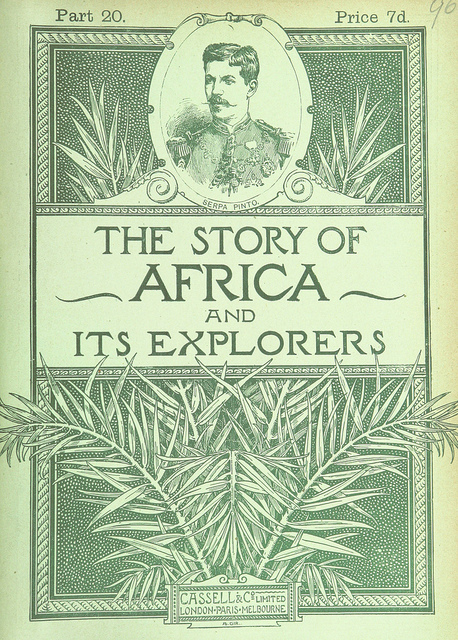 Part 20.
Price 7d.
96
SERPA PINTO.
THE STORY OF
AFRICA
AND
ITS EXPLORERS
CASSELL & Co LIMITED
LONDON·PARIS·MELBOURNE